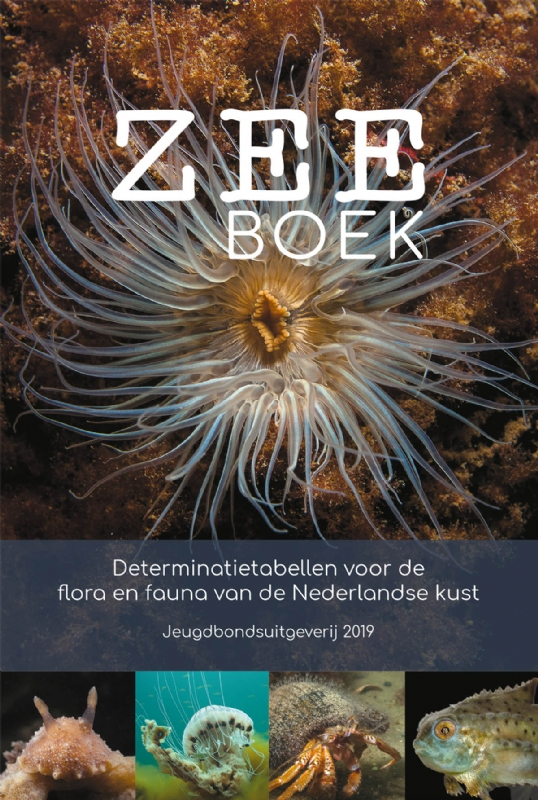 ZEE
BOEK
Determinatietabellen voor de
flora en fauna van de Nederlandse kust
Jeugdbondsuitgeverij 2019